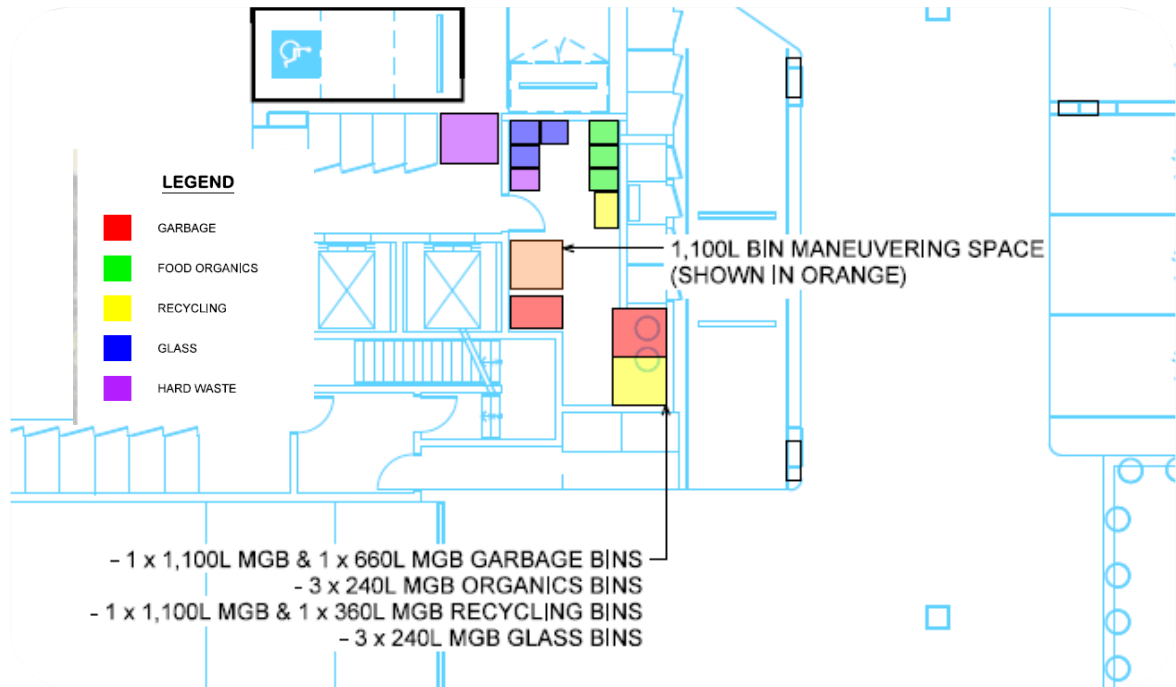 LEGEND
GARBAGE
FOOD ORGANICS
RECYCLING
GLASS
HARD WASTE
1,100L BIN MANEUVERING SPACE
(SHOWN IN ORANGE)
- 1 x 1,100L MGB & 1 x 660L MGB GARBAGE BINS
- 3 x 240L MGB ORGANICS BINS
- 1 x 1,100L MGB & 1 x 360L MGB RECYCLING BINS
- 3 x 240L MGB GLASS BINS